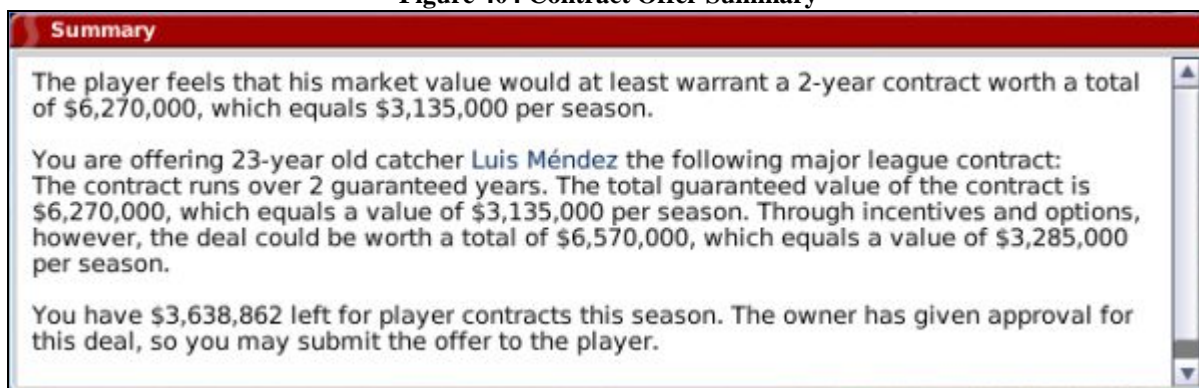 Figure 404 Contract Offer Summary
Summary
The player feels that his market value would at least warrant a 2-year contract worth a total
of $6,270,000, which equals $3,135,000 per season.
You are offering 23-year old catcher Luis Méndez the following major league contract:
The contract runs over 2 guaranteed years. The total guaranteed value of the contract is
$6,270,000, which equals a value of $3,135,000 per season. Through incentives and options,
however, the deal could be worth a total of $6,570,000, which equals a value of $3,285,000
per season.
You have $3,638,862 left for player contracts this season. The owner has given approval for
this deal, so you may submit the offer to the player.